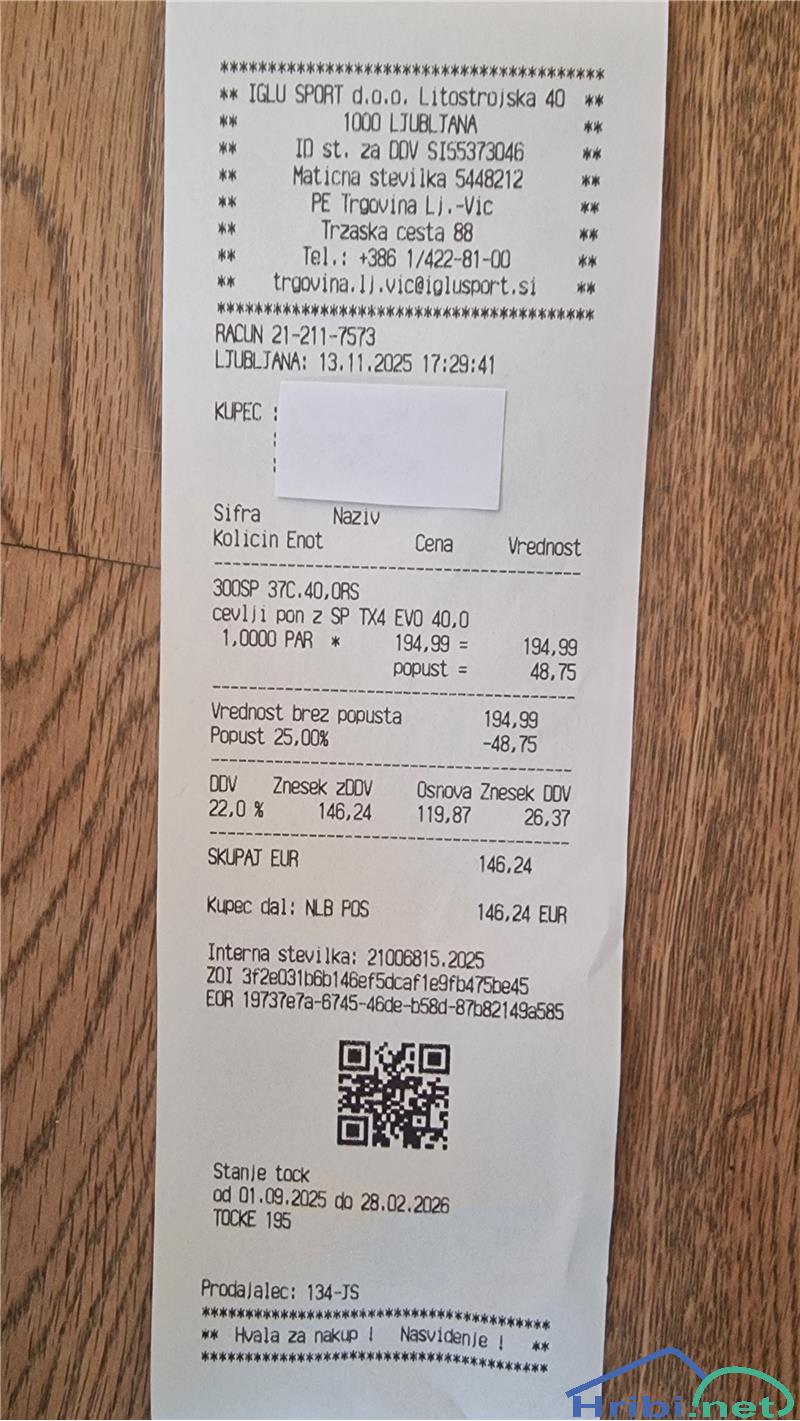 ****************************************
** IGLU SPORT d.o.o. Litostrojska 40 **
** 1000 LJUBLJANA **
** ID st. za DDV SI55373046 **
** Maticna stevilka 5448212 **
** PE Trgovina Lj.-Vic **
** Trzaska cesta 88 **
** Tel.: +386 1/422-81-00 **
** trgovina.lj.vic@iglusport.si **
****************************************
RACUN 21-211-7573
LJUBLJANA: 13.11.2025 17:29:41
KUPEC :
:
:
Sifra Naziv
Kolicin Enot Cena Vrednost
----------------------------------------
300SP 37C.40,0RS
cevlji pon z SP TX4 EVO 40,0
1,0000 PAR * 194,99 = 194,99
popust = 48,75
----------------------------------------
Vrednost brez popusta 194,99
Popust 25,00% -48,75
----------------------------------------
DDV Znesek zDDV Osnova Znesek DDV
22,0 % 146,24 119,87 26,37
----------------------------------------
SKUPAJ EUR 146,24
Kupec dal: NLB POS 146,24 EUR
Interna stevilka: 21006815.2025
ZOI 3f2e031b6b146ef5dcaf1e9fb475be45
EOR 19737e7a-6745-46de-b58d-87b82149a585
Stanje tock
od 01.09.2025 do 28.02.2026
TOCKE 195
Prodajalec: 134-JS
****************************************
** Hvala za nakup ! Nasvidenje ! **
****************************************
Hribi.net